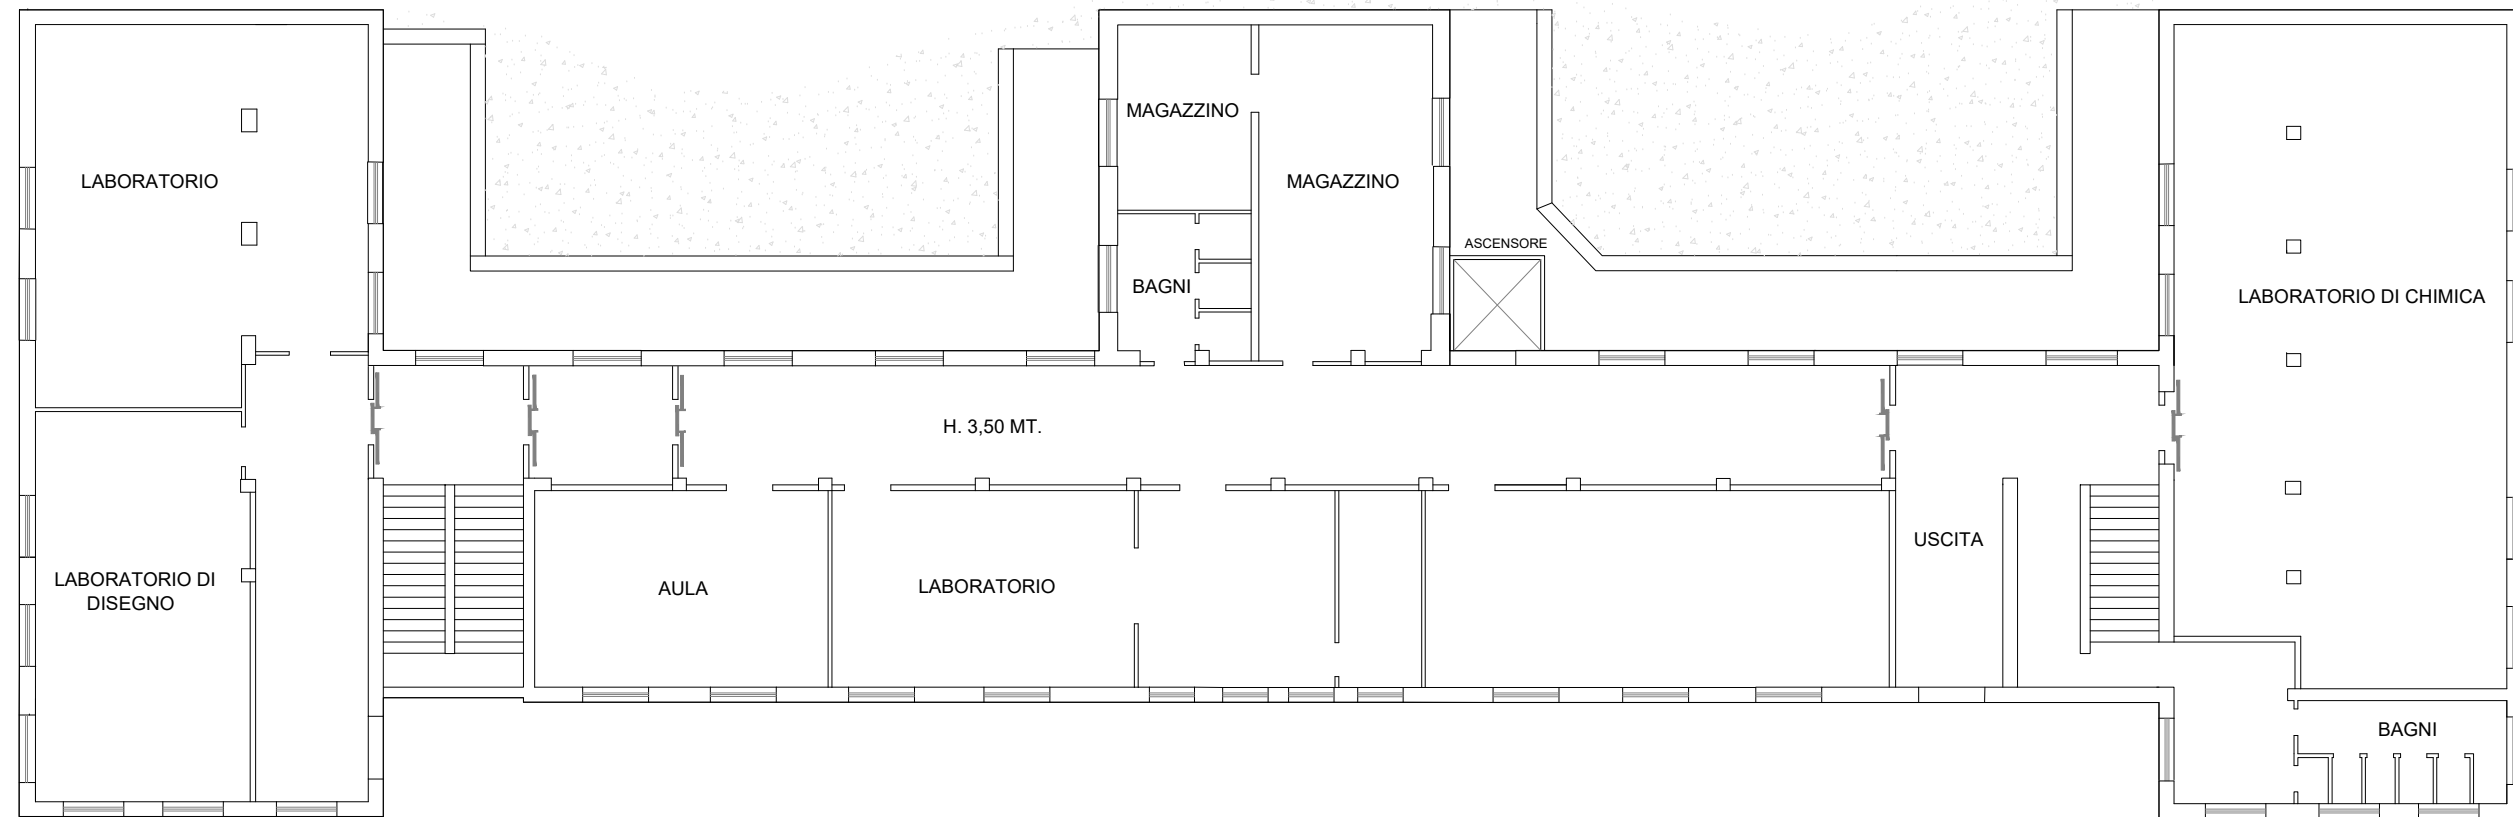 MAGAZZINO
LABORATORIO
MAGAZZINO
ASCENSORE
BAGNI
LABORATORIO DI CHIMICA
H. 3,50 MT.
USCITA
LABORATORIO DI
DISEGNO
AULA
LABORATORIO
BAGNI